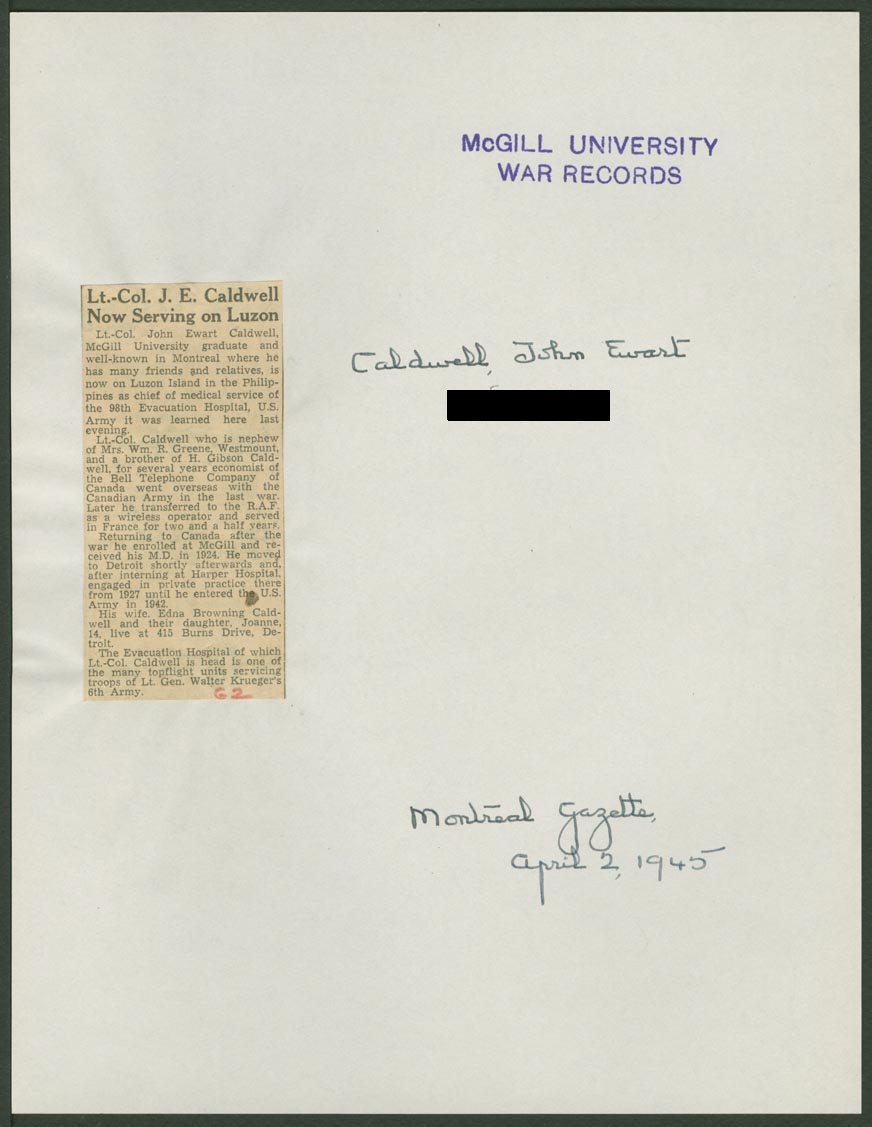 McGILL UNIVERSITY
WAR RECORDS
Lt.-Col. J. E. Caldwell
Now Serving on Luzon
Lt.-Col. John Ewart Caldwell,
McGill University graduate and
well-known in Montreal where he
has many friends and relatives, is
now on Luzon Island in the Philip-
pines as chief of medical service of
the 98th Evacuation Hospital, U.S.
Army it was learned here last
evening.
Lt.-Col. Caldwell who is nephew
of Mrs. Wm. R. Greene, Westmount,
and a brother of H. Gibson Cald-
well, for several years economist of
the Bell Telephone Company of
Canada went overseas with the
Canadian Army in the last war.
Later he transferred to the R.A.F.
as a wireless operator and served
in France for two and a half years.
Returning to Canada after the
war he enrolled at McGill and re-
ceived his M.D. in 1924. He moved
to Detroit shortly afterwards and,
after interning at Harper Hospital,
engaged in private practice there
from 1927 until he entered the U.S.
Army in 1942.
His wife, Edna Browning Cald-
well and their daughter, Joanne,
14, live at 415 Burns Drive, De-
troit.
The Evacuation Hospital of which
Lt.-Col. Caldwell is head is one of
the many topflight units servicing
troops of Lt. Gen. Walter Krueger's
6th Army.
G2
Caldwell, John Ewart
Montreal Gazette,
April 2, 1945